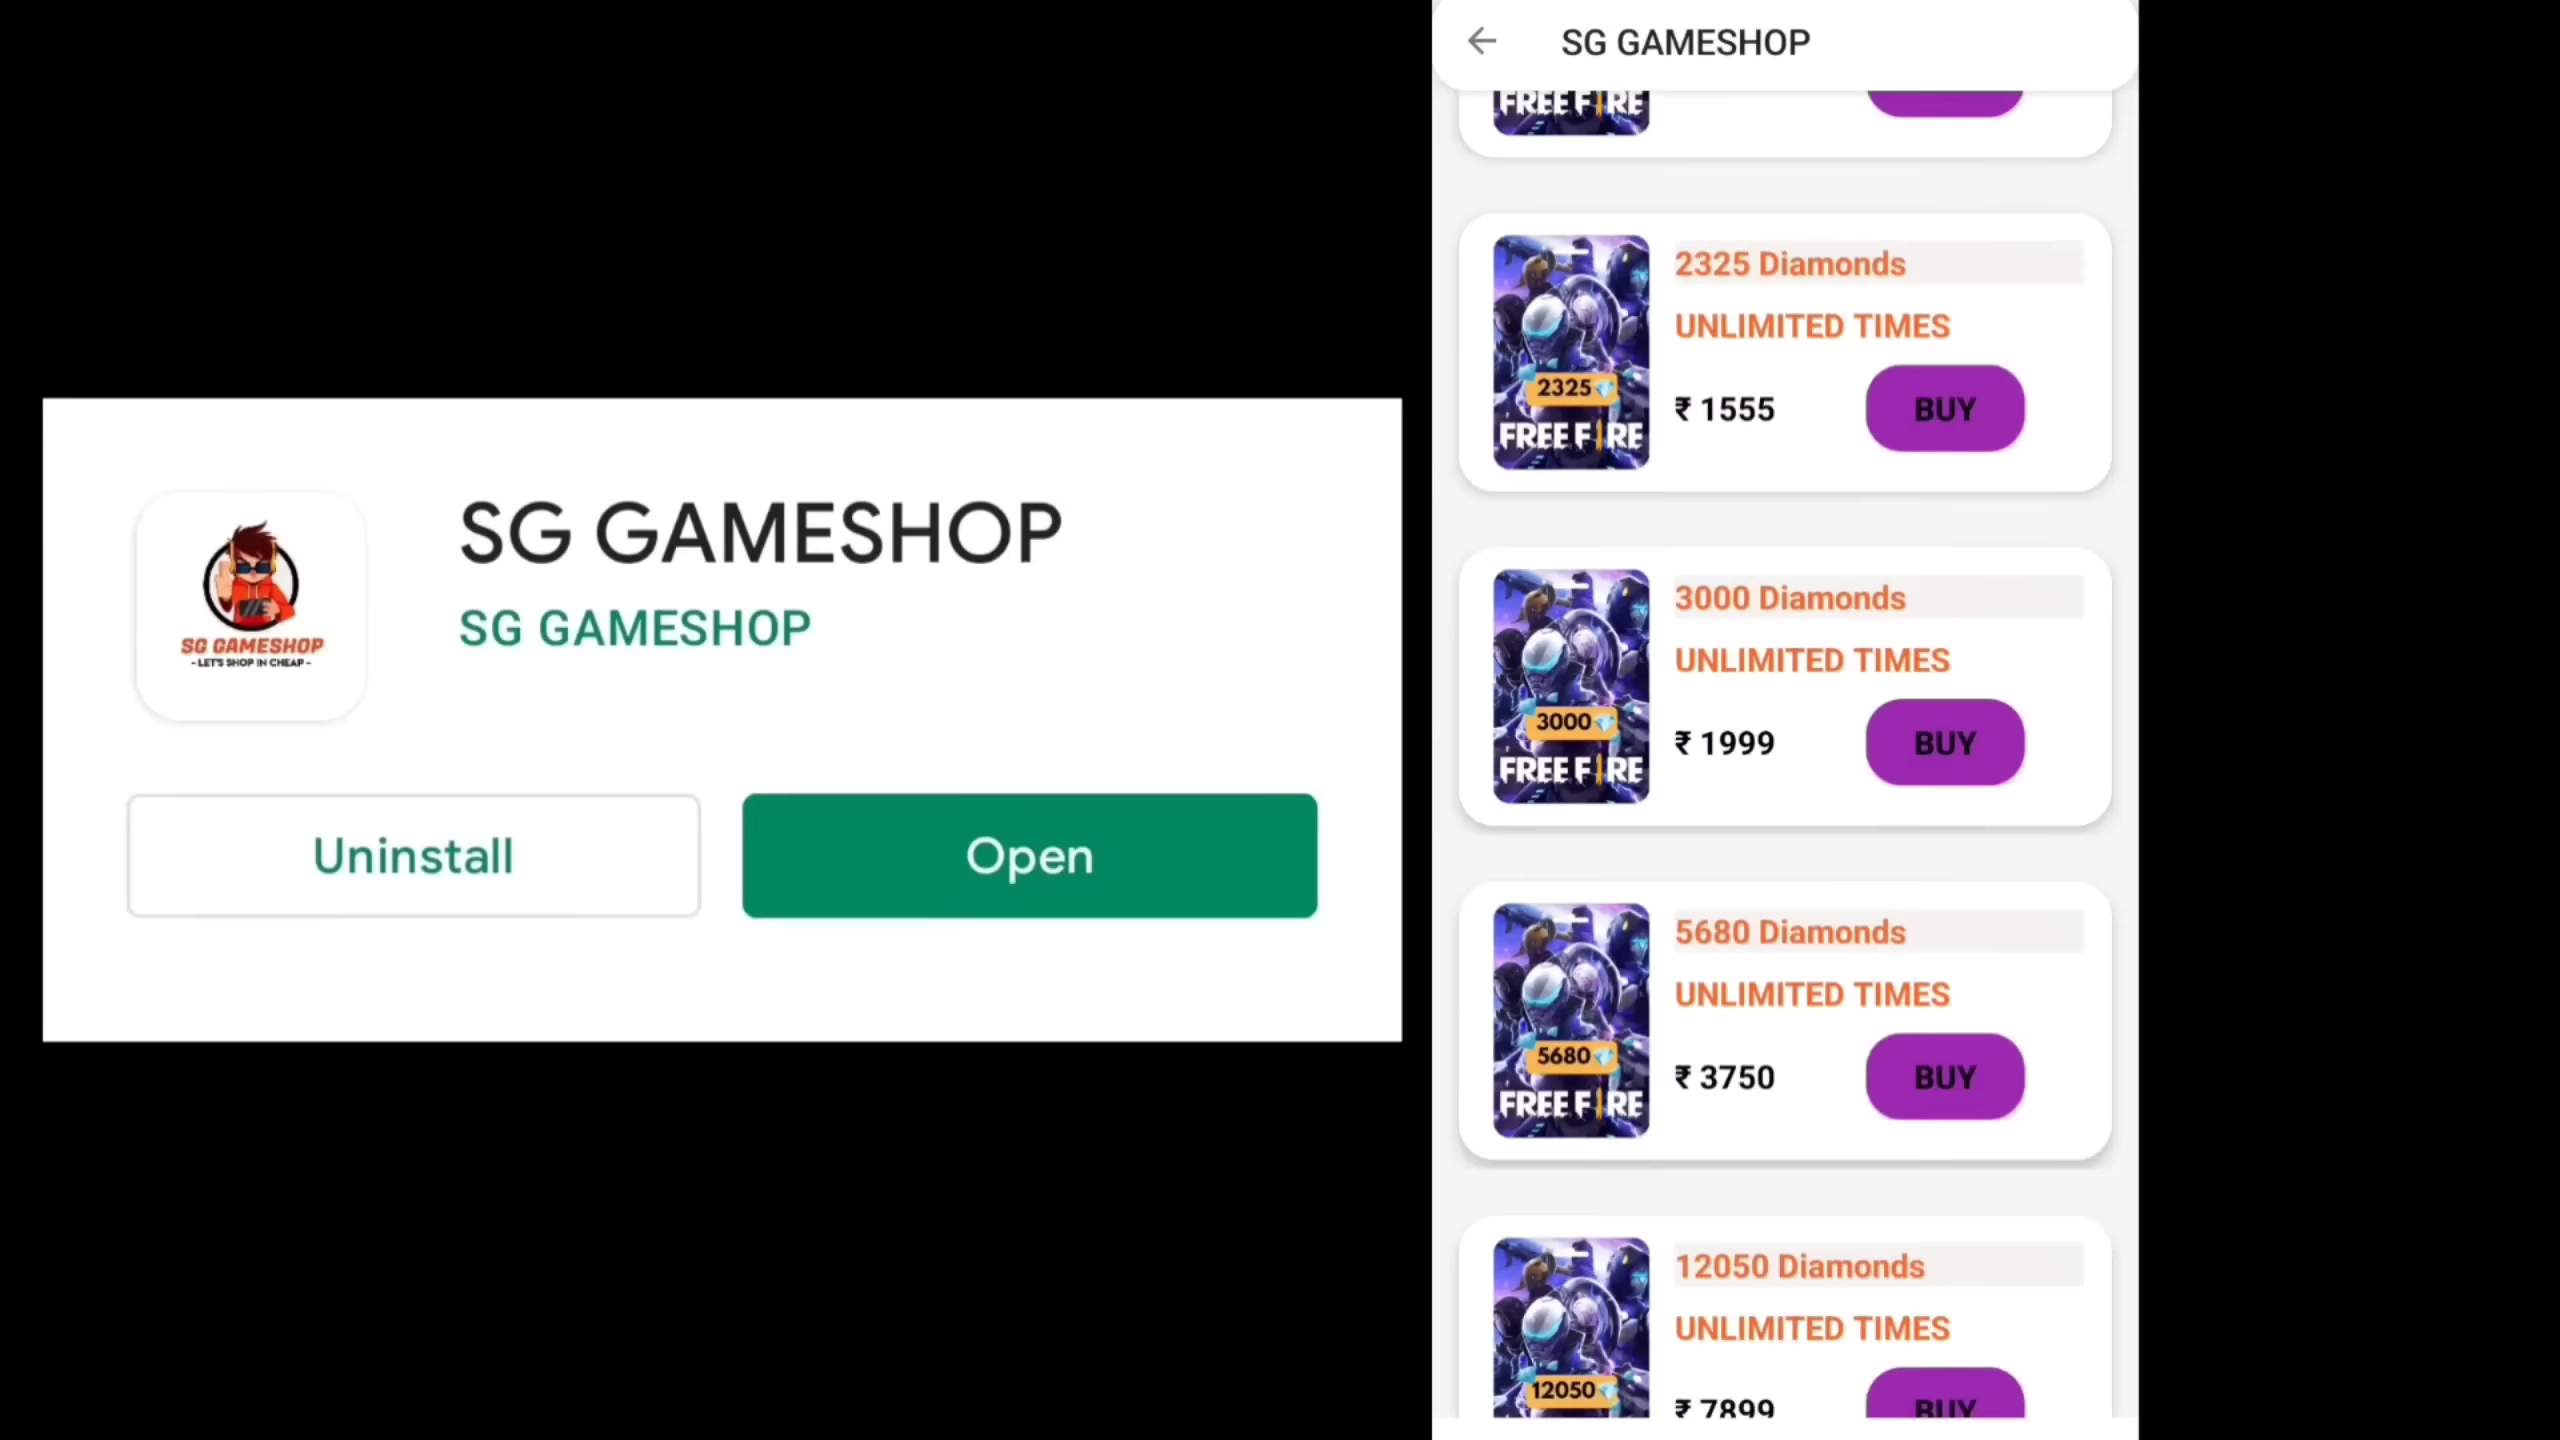 SG GAMESHOP
SG GAMESHOP
SG GAMESHOP
- LET'S SHOP IN CHEAP -
Uninstall
Open
SG GAMESHOP
FREE FIRE
2325 Diamonds
UNLIMITED TIMES
₹ 1555
BUY
2325
FREE FIRE
3000 Diamonds
UNLIMITED TIMES
₹ 1999
BUY
3000
FREE FIRE
5680 Diamonds
UNLIMITED TIMES
₹ 3750
BUY
5680
FREE FIRE
12050 Diamonds
UNLIMITED TIMES
₹ 7899
BUY
12050